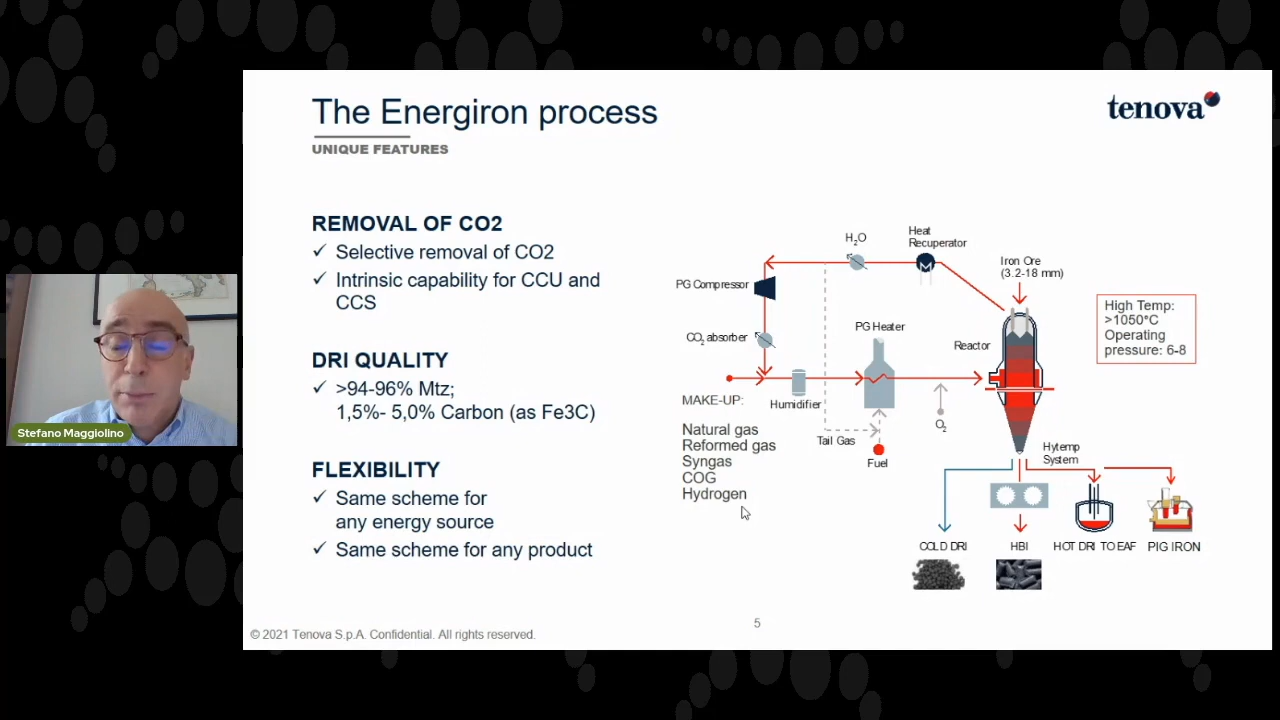 The Energiron process
UNIQUE FEATURES
tenova
REMOVAL OF CO2
✓ Selective removal of CO2
✓ Intrinsic capability for CCU and
CCS
DRI QUALITY
✓ >94-96% Mtz;
1,5%- 5,0% Carbon (as Fe3C)
FLEXIBILITY
✓ Same scheme for
any energy source
✓ Same scheme for any product
H2O
Heat
Recuperator
Iron Ore
(3.2-18 mm)
PG Compressor
High Temp:
>1050°C
Operating
pressure: 6-8
PG Heater
CO2 absorber
Reactor
MAKE-UP:
Humidifier
O2
Natural gas
Reformed gas
Syngas
COG
Hydrogen
Tail Gas
Fuel
Hytemp
System
COLD DRI
HBI
HOT DRI TO EAF
PIG IRON
Stefano Maggiolino
5
© 2021 Tenova S.p.A. Confidential. All rights reserved.